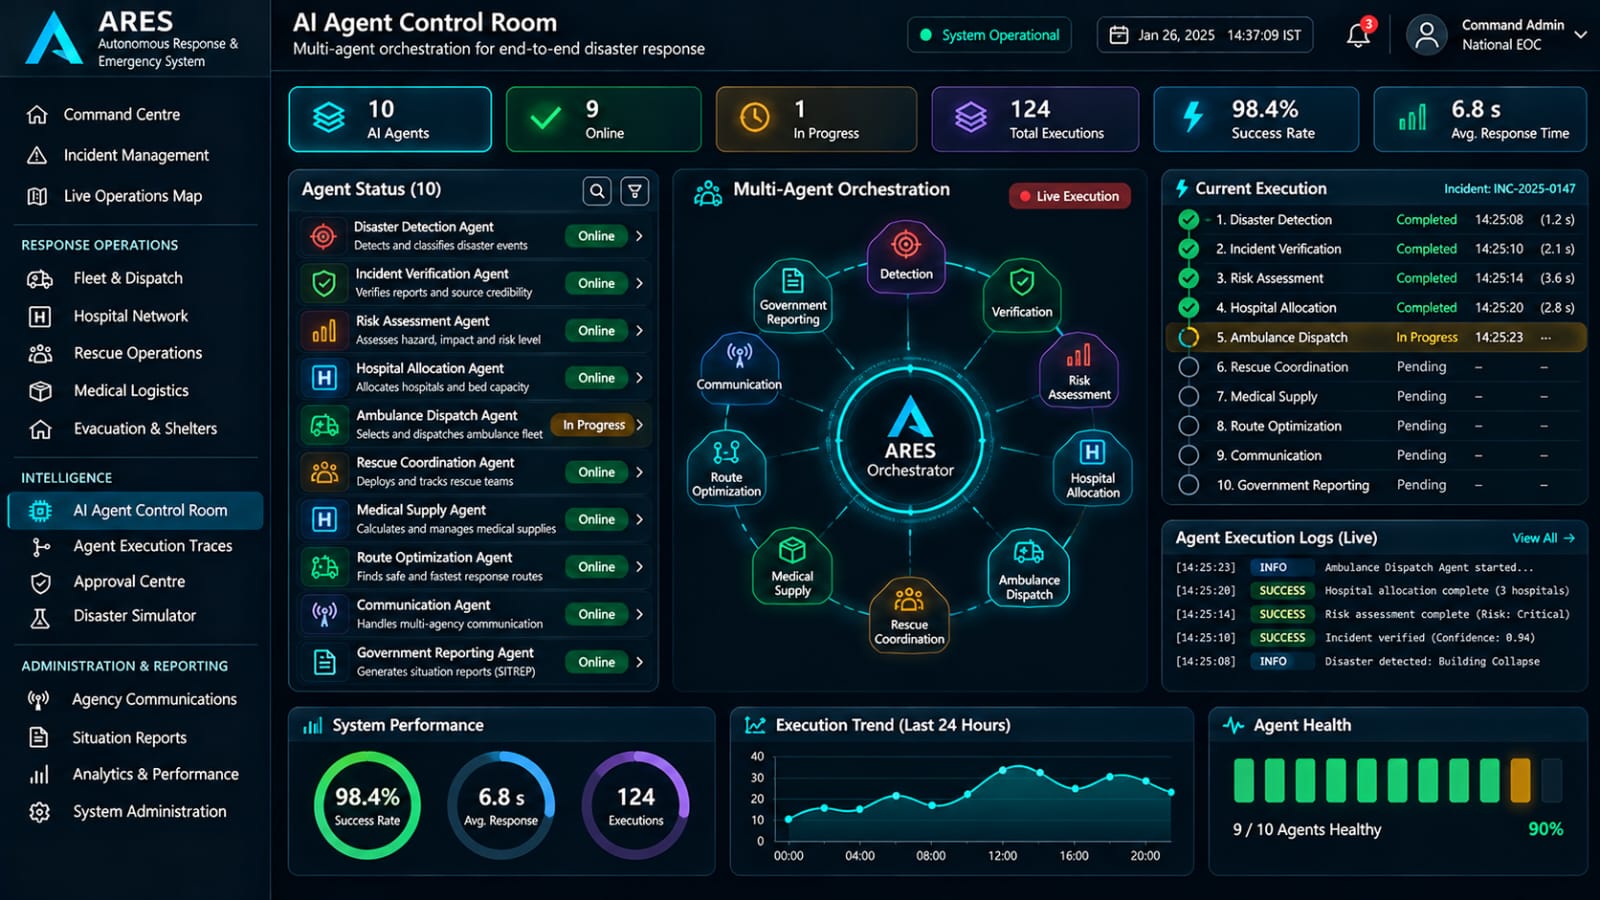 ARES
Autonomous Response &
Emergency System
Command Centre
Incident Management
Live Operations Map
RESPONSE OPERATIONS
Fleet & Dispatch
Hospital Network
Rescue Operations
Medical Logistics
Evacuation & Shelters
INTELLIGENCE
AI Agent Control Room
Agent Execution Traces
Approval Centre
Disaster Simulator
ADMINISTRATION & REPORTING
Agency Communications
Situation Reports
Analytics & Performance
System Administration
AI Agent Control Room
Multi-agent orchestration for end-to-end disaster response
System Operational
Jan 26, 2025 14:37:09 IST
3
Command Admin
National EOC
10
AI Agents
9
Online
1
In Progress
124
Total Executions
98.4%
Success Rate
6.8 s
Avg. Response Time
Agent Status (10)
Disaster Detection Agent
Detects and classifies disaster events
Online
Incident Verification Agent
Verifies reports and source credibility
Online
Risk Assessment Agent
Assesses hazard, impact and risk level
Online
H
Hospital Allocation Agent
Allocates hospitals and bed capacity
Online
Ambulance Dispatch Agent
Selects and dispatches ambulance fleet
In Progress
Rescue Coordination Agent
Deploys and tracks rescue teams
Online
H
Medical Supply Agent
Calculates and manages medical supplies
Online
Route Optimization Agent
Finds safe and fastest response routes
Online
Communication Agent
Handles multi-agency communication
Online
Government Reporting Agent
Generates situation reports (SITREP)
Online
Multi-Agent Orchestration
Live Execution
Detection
Verification
Risk
Assessment
H
Hospital
Allocation
Ambulance
Dispatch
Rescue
Coordination
Medical
Supply
Route
Optimization
Communication
Government
Reporting
ARES
Orchestrator
Current Execution
Incident: INC-2025-0147
1. Disaster Detection Completed 14:25:08 (1.2 s)
2. Incident Verification Completed 14:25:10 (2.1 s)
3. Risk Assessment Completed 14:25:14 (3.6 s)
4. Hospital Allocation Completed 14:25:20 (2.8 s)
5. Ambulance Dispatch In Progress 14:25:23 ---
6. Rescue Coordination Pending – –
7. Medical Supply Pending – –
8. Route Optimization Pending – –
9. Communication Pending – –
10. Government Reporting Pending – –
Agent Execution Logs (Live)
View All →
[14:25:23] INFO Ambulance Dispatch Agent started...
[14:25:20] SUCCESS Hospital allocation complete (3 hospitals)
[14:25:14] SUCCESS Risk assessment complete (Risk: Critical)
[14:25:10] SUCCESS Incident verified (Confidence: 0.94)
[14:25:08] INFO Disaster detected: Building Collapse
System Performance
98.4%
Success Rate
6.8 s
Avg. Response
124
Executions
Execution Trend (Last 24 Hours)
40
30
20
10
0
00:00 04:00 08:00 12:00 16:00 20:00
Agent Health
9 / 10 Agents Healthy
90%